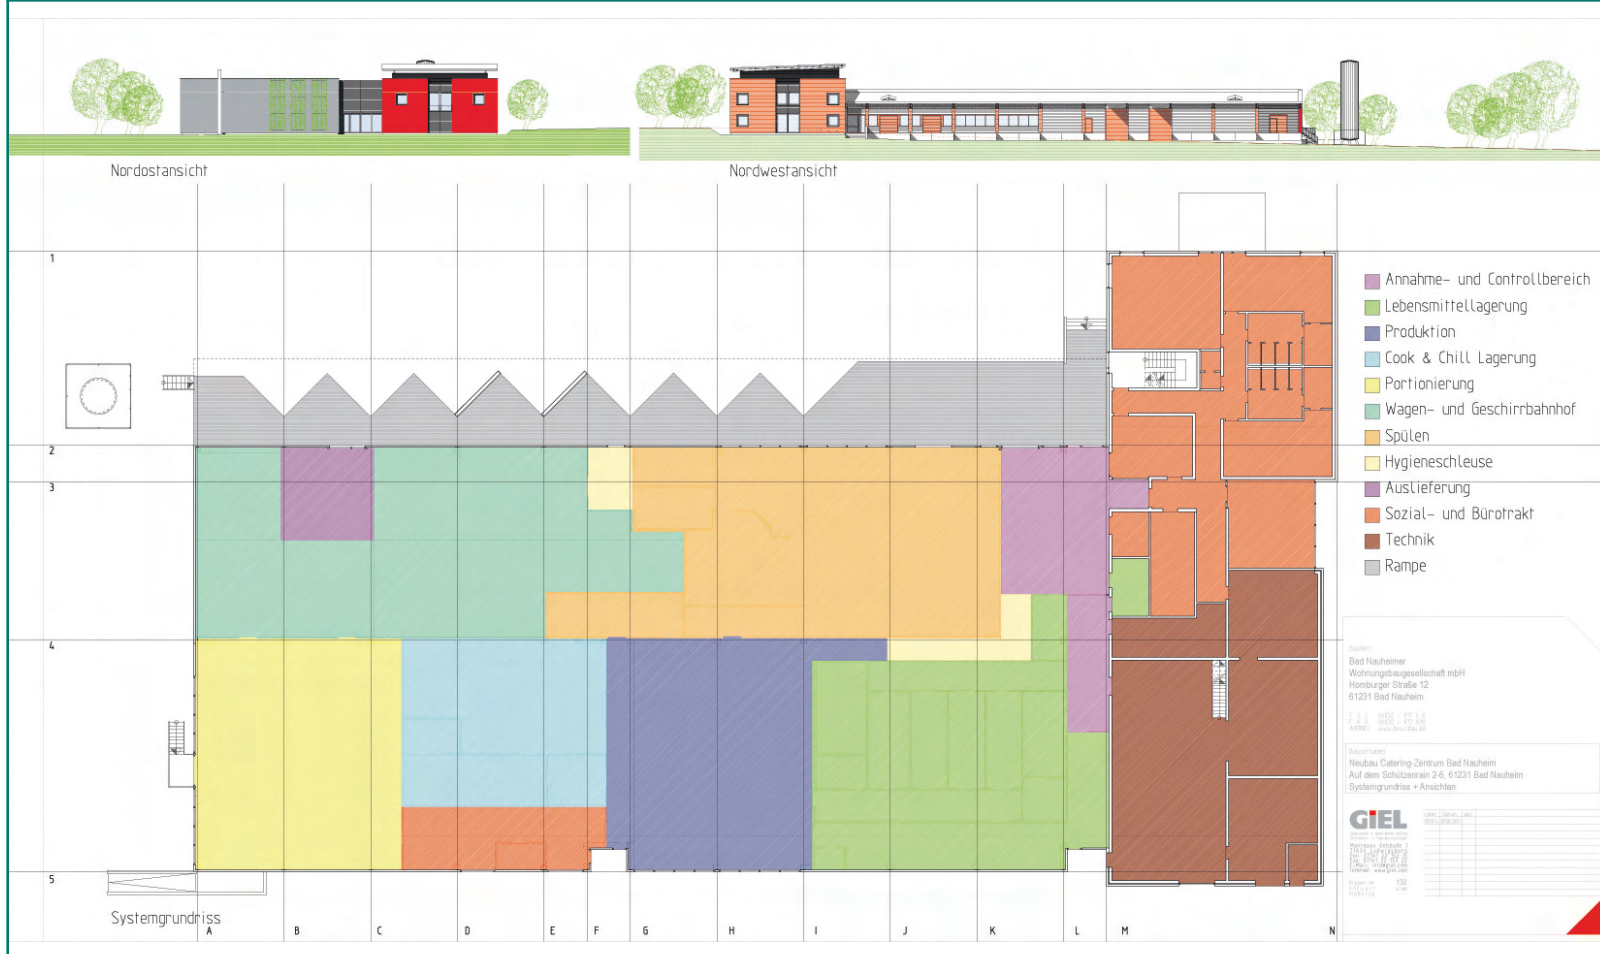 Nordostansicht
Nordwestansicht
1
2
3
4
5
Annahme- und Controllbereich
Lebensmittellagerung
Produktion
Cook & Chill Lagerung
Portionierung
Wagen- und Geschirrbahnhof
Spülen
Hygieneschleuse
Auslieferung
Sozial- und Bürotrakt
Technik
Rampe
Bad Nauheimer
Wohnungsbaugesellschaft mbH
Homburger Straße 12
61231 Bad Nauheim
Neubau Catering-Zentrum Bad Nauheim
Auf dem Schützenrain 2-6, 61231 Bad Nauheim
Systemgrundriss + Ansichten
GiEL
132
Systemgrundriss
A B C D E F G H I J K L M N